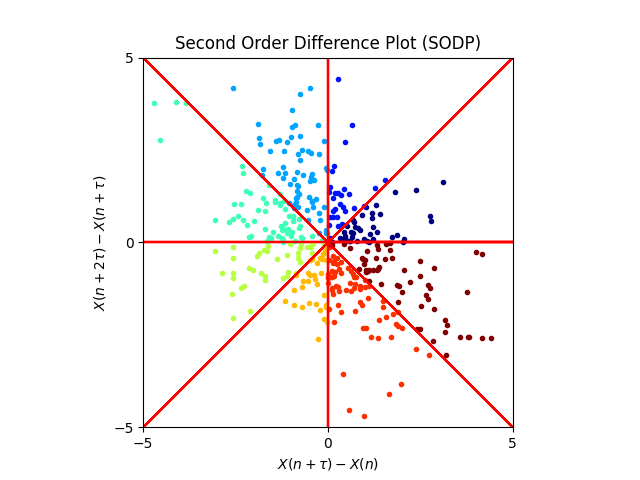 Second Order Difference Plot (SODP)
5
0
−5
X(n + 2τ) − X(n + τ)
−5 0 5
X(n + τ) − X(n)